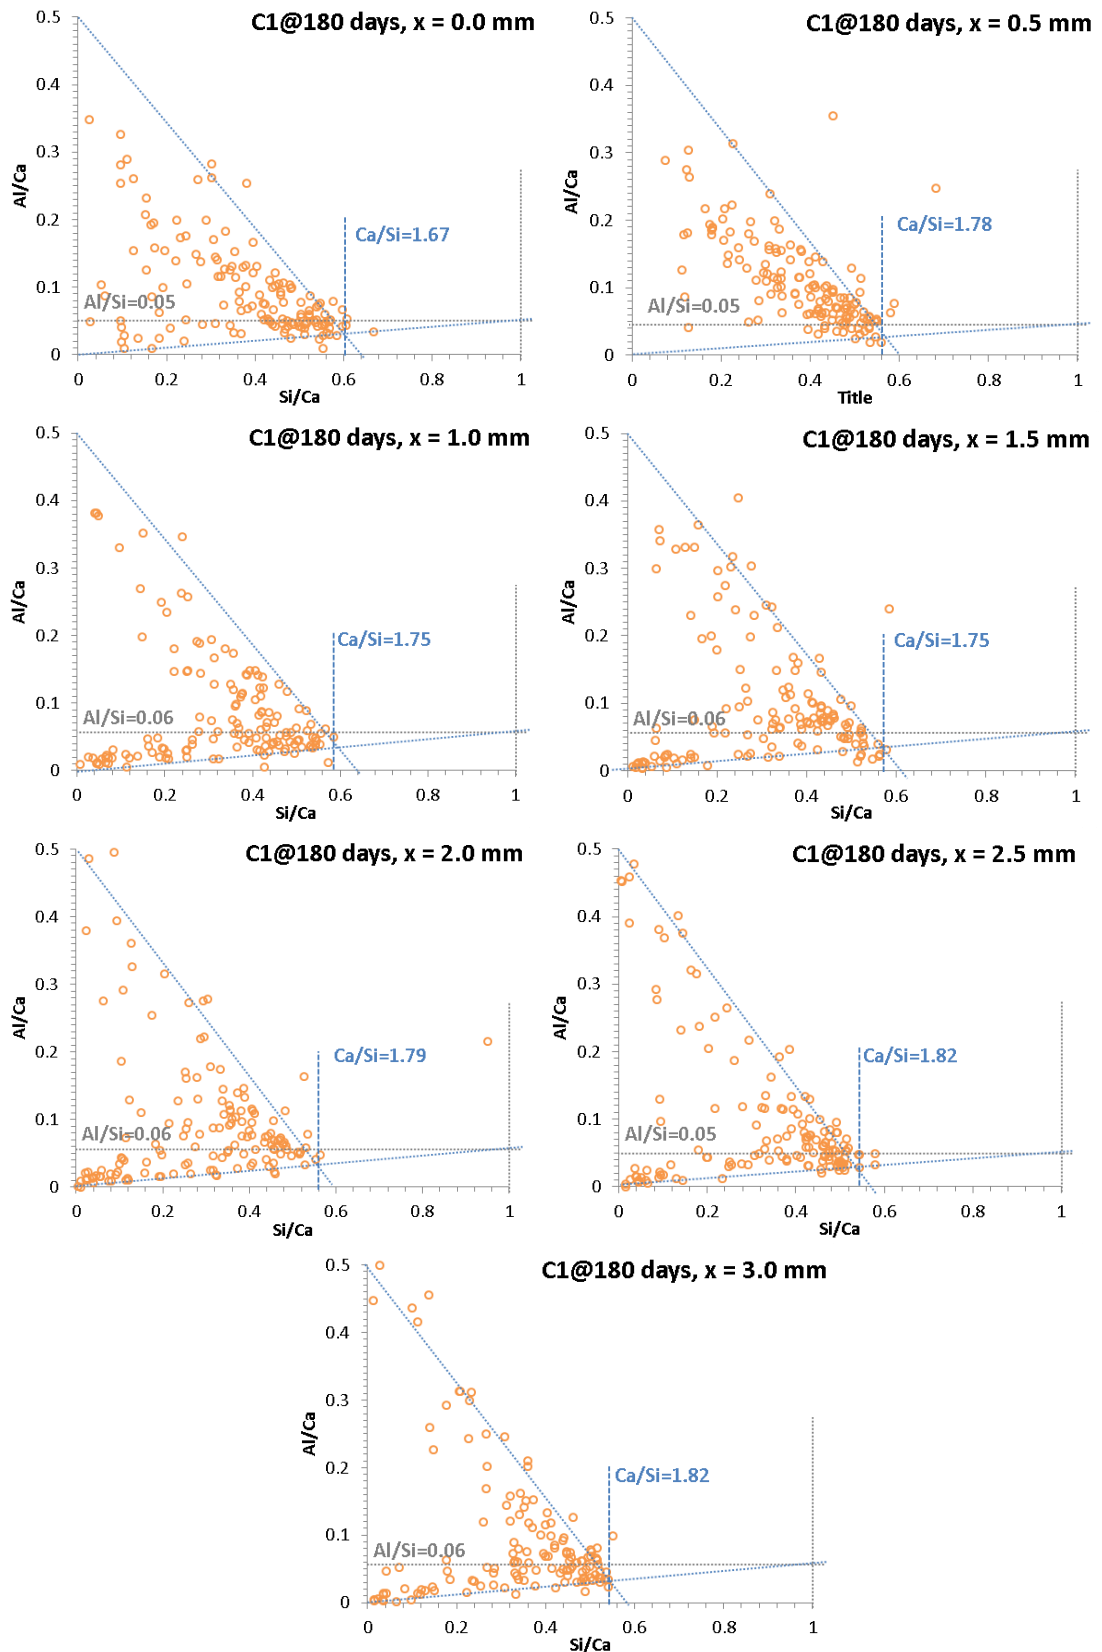 C1@180 days, x = 0.0 mm
0.5
0.4
0.3
0.2
0.1
0
Al/Ca
Ca/Si=1.67
Al/Si=0.05
0
0.2
0.4
0.6
0.8
1
Si/Ca
C1@180 days, x = 0.5 mm
0.5
0.4
0.3
0.2
0.1
0
Al/Ca
Ca/Si=1.78
Al/Si=0.05
0
0.2
0.4
0.6
0.8
1
Title
C1@180 days, x = 1.0 mm
0.5
0.4
0.3
0.2
0.1
0
Al/Ca
Ca/Si=1.75
Al/Si=0.06
0
0.2
0.4
0.6
0.8
1
Si/Ca
C1@180 days, x = 1.5 mm
0.5
0.4
0.3
0.2
0.1
0
Al/Ca
Ca/Si=1.75
Al/Si=0.06
0
0.2
0.4
0.6
0.8
1
Si/Ca
C1@180 days, x = 2.0 mm
0.5
0.4
0.3
0.2
0.1
0
Al/Ca
Ca/Si=1.79
Al/Si=0.06
0
0.2
0.4
0.6
0.8
1
Si/Ca
C1@180 days, x = 2.5 mm
0.5
0.4
0.3
0.2
0.1
0
Al/Ca
Ca/Si=1.82
Al/Si=0.05
0
0.2
0.4
0.6
0.8
1
Si/Ca
C1@180 days, x = 3.0 mm
0.5
0.4
0.3
0.2
0.1
0
Al/Ca
Ca/Si=1.82
Al/Si=0.06
0
0.2
0.4
0.6
0.8
1
Si/Ca